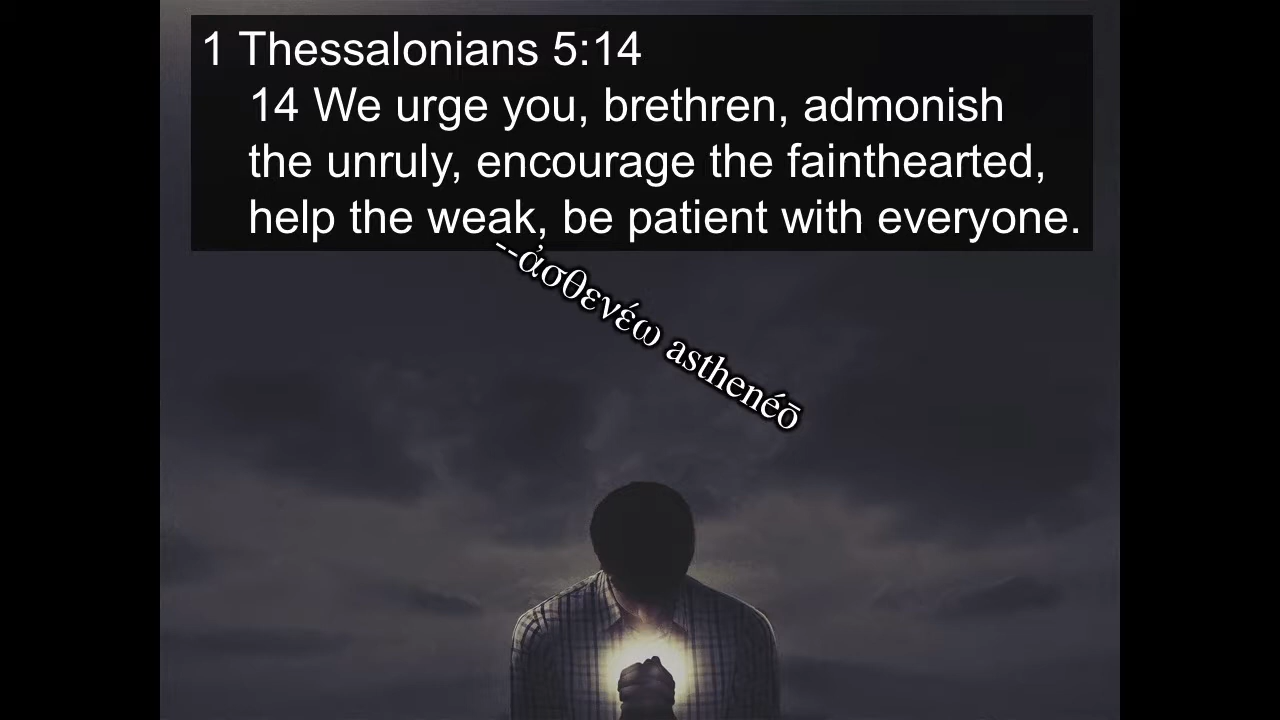 1 Thessalonians 5:14
14 We urge you, brethren, admonish
the unruly, encourage the fainthearted,
help the weak, be patient with everyone.
--ἀσθενέω asthenéō